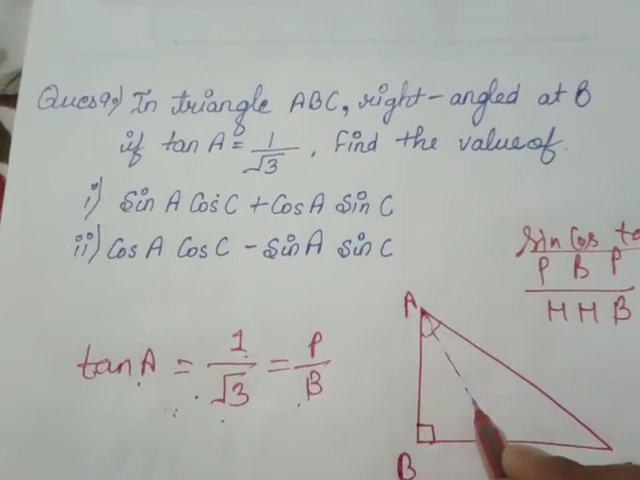 Ques9) In triangle ABC, right-angled at B
if tan A = 1/√3, Find the value of.
i) Sin A Cos C + Cos A Sin C
ii) Cos A Cos C - Sin A Sin C
Sin Cos ta
P B P
H H B
tan A = 1/√3 = P/B
A
B